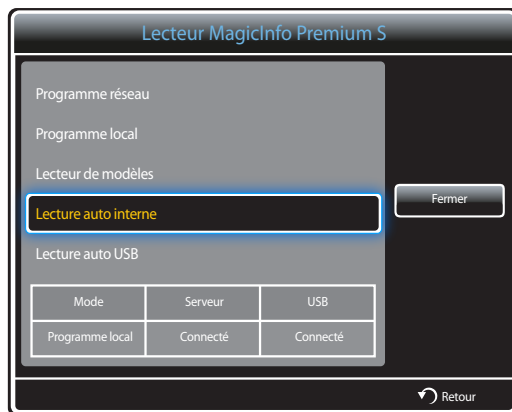 Lecteur MagicInfo Premium S
Programme réseau
Programme local
Lecteur de modèles
Lecture auto interne
Fermer
Lecture auto USB
Mode Serveur USB
Programme local Connecté Connecté
Retour